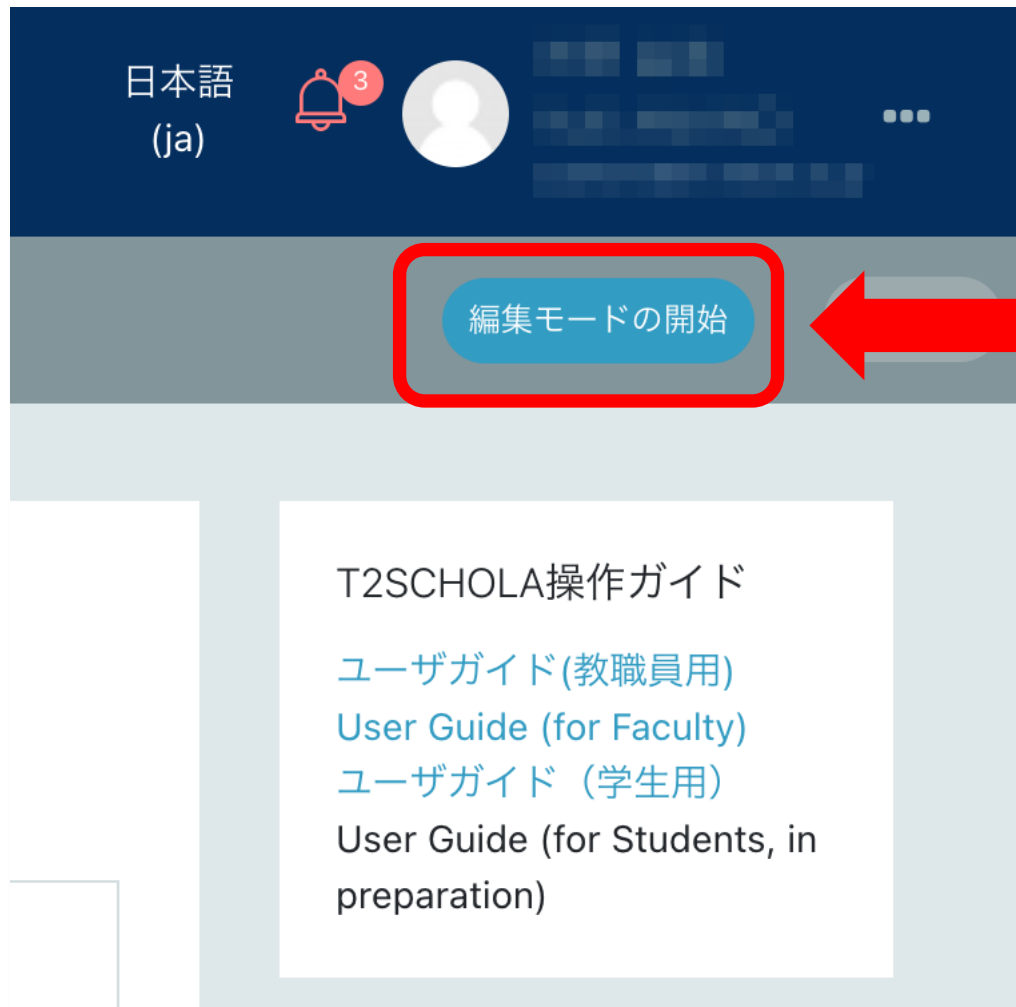 日本語
(ja)
3
編集モードの開始
T2SCHOLA操作ガイド
ユーザガイド(教職員用)
User Guide (for Faculty)
ユーザガイド（学生用）
User Guide (for Students, in
preparation)